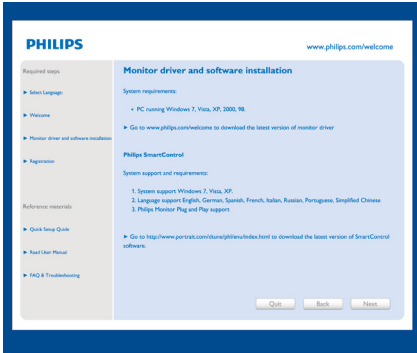 PHILIPS
www.philips.com/welcome
Required steps
► Select Language:
► Welcome
► Monitor driver and software installation
► Registration
Reference materials
► Quick Setup Guide
► Read User Manual
► FAQ & Troubleshooting
Monitor driver and software installation
System requirements:
• PC running Windows 7, Vista, XP, 2000, 98.
► Go to www.philips.com/welcome to download the latest version of monitor driver
Philips SmartControl
System support and requirements:
1. System support Windows 7, Vista, XP.
2. Language support English, German, Spanish, French, Italian, Russian, Portuguese, Simplified Chinese
3. Philips Monitor Plug and Play support
► Go to http://www.portrait.com/dtune/phl/enu/index.html to download the latest version of SmartControl
software.
Quit
Back
Next